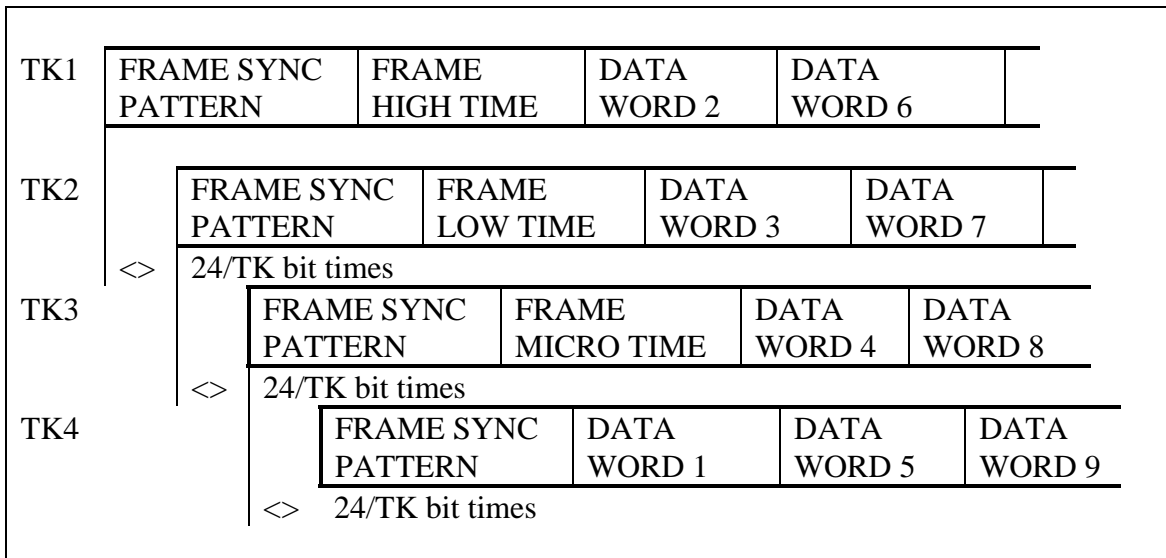 TK1 FRAME SYNC FRAME DATA DATA
PATTERN HIGH TIME WORD 2 WORD 6
TK2 FRAME SYNC FRAME DATA DATA
PATTERN LOW TIME WORD 3 WORD 7
<> 24/TK bit times
TK3 FRAME SYNC FRAME DATA DATA
PATTERN MICRO TIME WORD 4 WORD 8
<> 24/TK bit times
TK4 FRAME SYNC DATA DATA DATA
PATTERN WORD 1 WORD 5 WORD 9
<> 24/TK bit times